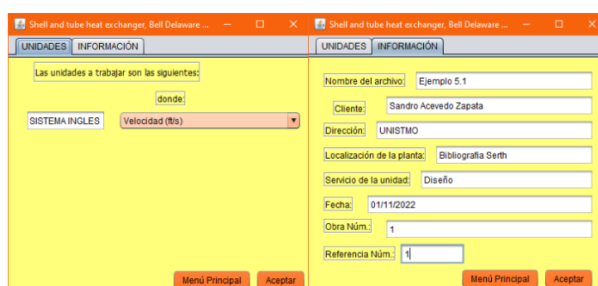 Shell and tube heat exchanger, Bell Delaware ...
UNIDADES INFORMACIÓN
Las unidades a trabajar son las siguientes:
donde:
SISTEMA INGLES Velocidad (ft/s)
Menú Principal Aceptar
Shell and tube heat exchanger, Bell Delaware ...
UNIDADES INFORMACIÓN
Nombre del archivo: Ejemplo 5.1
Cliente: Sandro Acevedo Zapata
Dirección: UNISTMO
Localización de la planta: Bibliografia Serth
Servicio de la unidad: Diseño
Fecha: 01/11/2022
Obra Núm.: 1
Referencia Núm.: 1
Menú Principal Aceptar